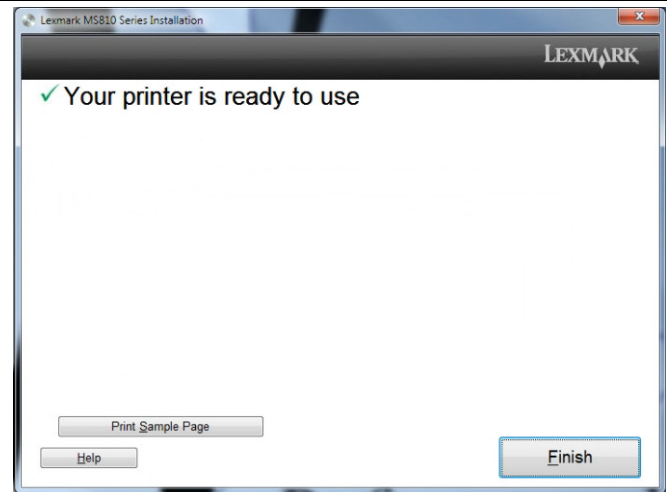 Lexmark MS810 Series Installation
LEXMARK
Your printer is ready to use
Print Sample Page
Help
Finish